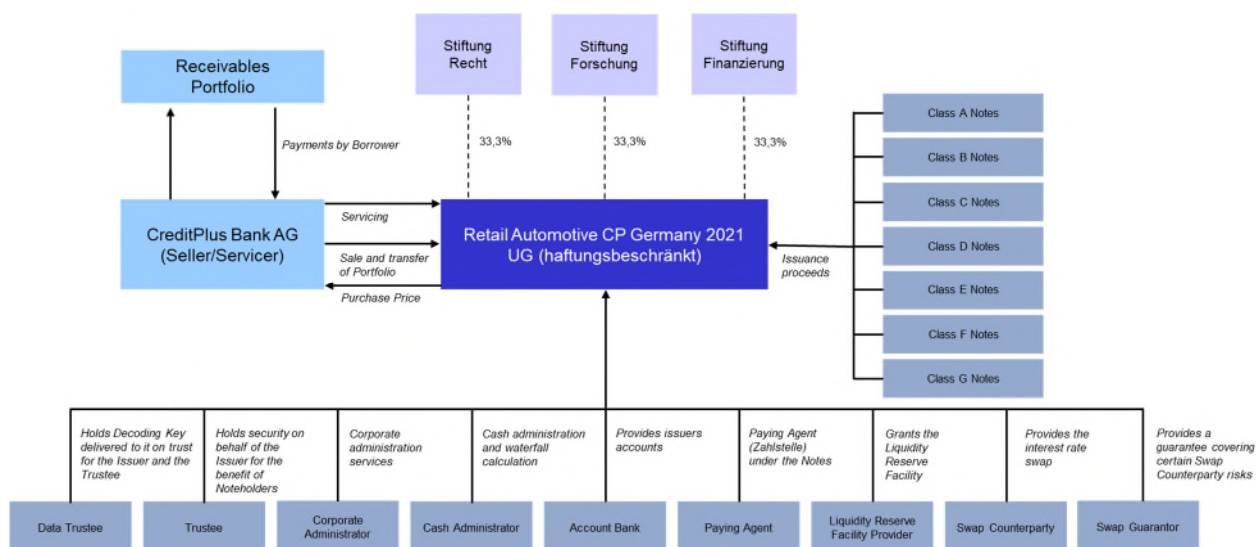 Receivables
Portfolio
Stiftung
Recht
Stiftung
Forschung
Stiftung
Finanzierung
Payments by Borrower
33,3%
33,3%
33,3%
CreditPlus Bank AG
(Seller/Servicer)
Servicing
Sale and transfer
of Portfolio
Purchase Price
Retail Automotive CP Germany 2021
UG (haftungsbeschränkt)
Issuance
proceeds
Class A Notes
Class B Notes
Class C Notes
Class D Notes
Class E Notes
Class F Notes
Class G Notes
Holds Decoding Key
delivered to it on trust
for the Issuer and the
Trustee
Holds security on
behalf of the
Issuer for the
benefit of
Noteholders
Corporate
administration
services
Cash administration
and waterfall
calculation
Provides issuers
accounts
Paying Agent
(Zahlstelle)
under the Notes
Grants the
Liquidity
Reserve
Facility
Provides the
interest rate
swap
Provides a
guarantee covering
certain Swap
Counterparty risks
Data Trustee
Trustee
Corporate
Administrator
Cash Administrator
Account Bank
Paying Agent
Liquidity Reserve
Facility Provider
Swap Counterparty
Swap Guarantor